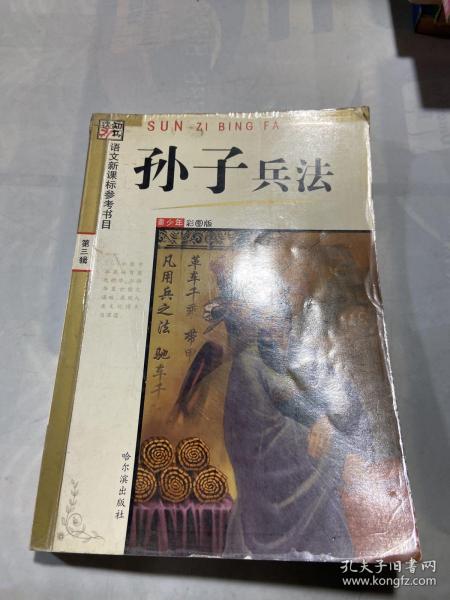 SUN ZI BING FA
孙子兵法
语文新课标参考书目
第三辑
青少年彩图版
凡用兵之法
驰车千
革车千乘
带甲
哈尔滨出版社
孔夫子旧书网
www.kongfz.com